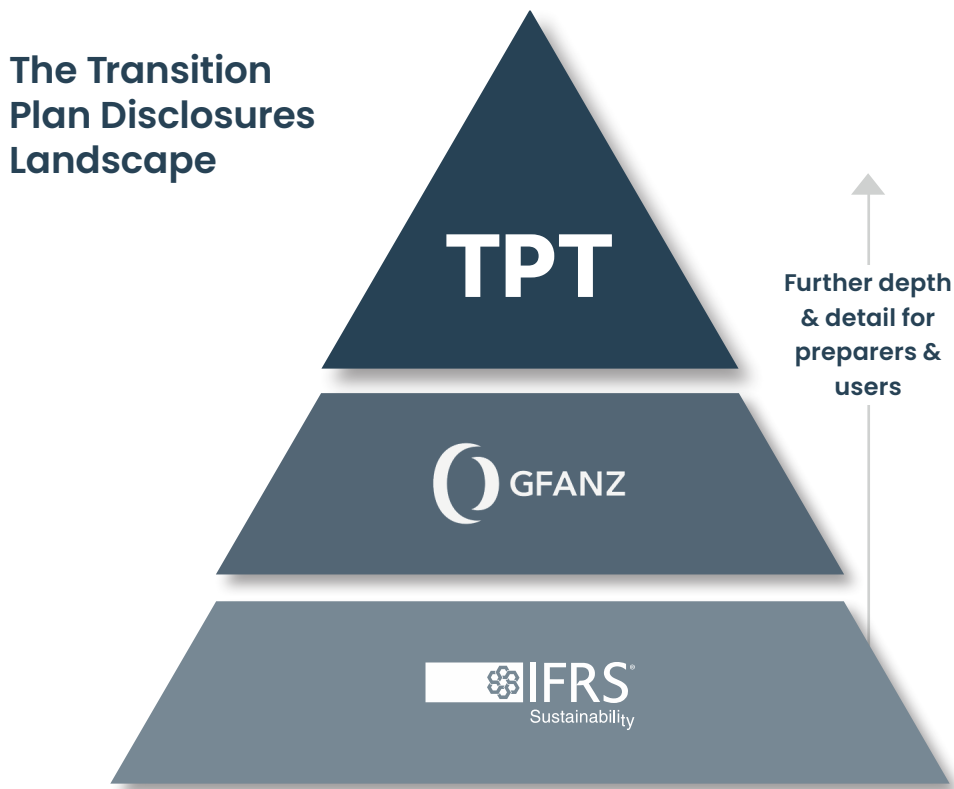 The Transition
Plan Disclosures
Landscape
TPT
Further depth
& detail for
preparers &
users
GFANZ
IFRS®
Sustainability